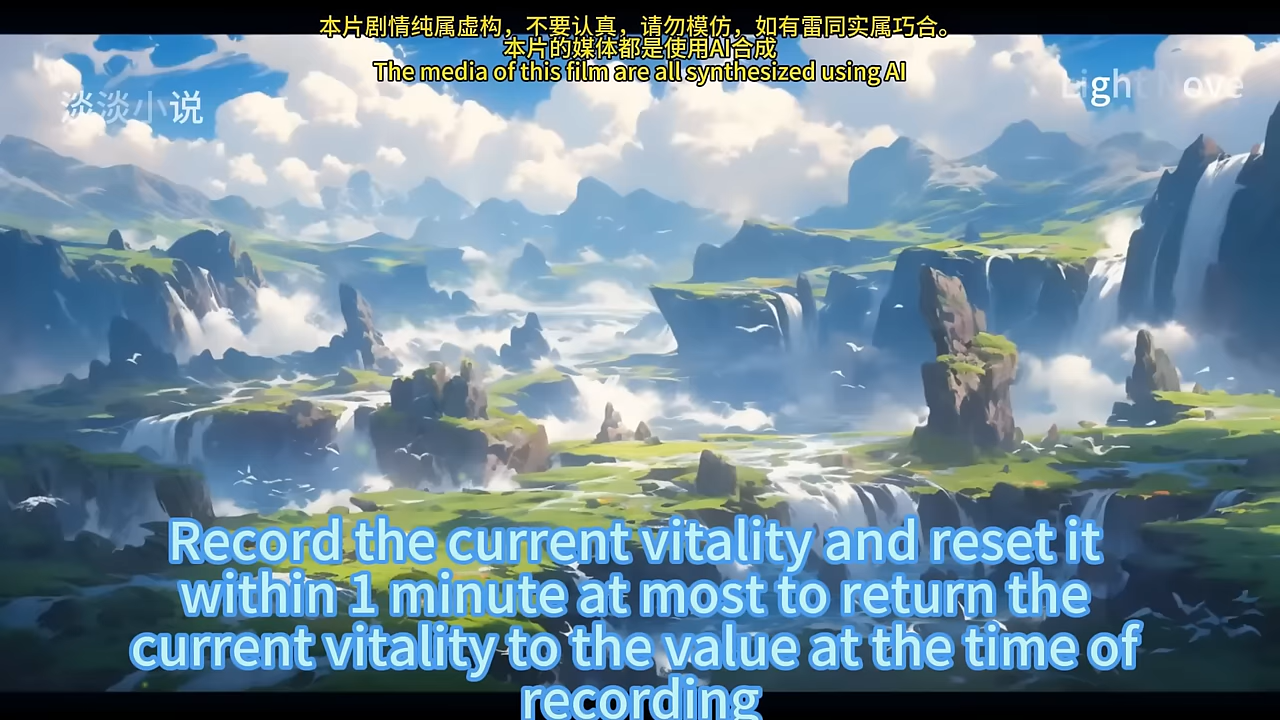 本片剧情纯属虚构，不要认真，请勿模仿，如有雷同实属巧合。
本片的媒体都是使用AI合成
The media of this film are all synthesized using AI
淡淡小说
Light Nove
Record the current vitality and reset it
within 1 minute at most to return the
current vitality to the value at the time of
recording